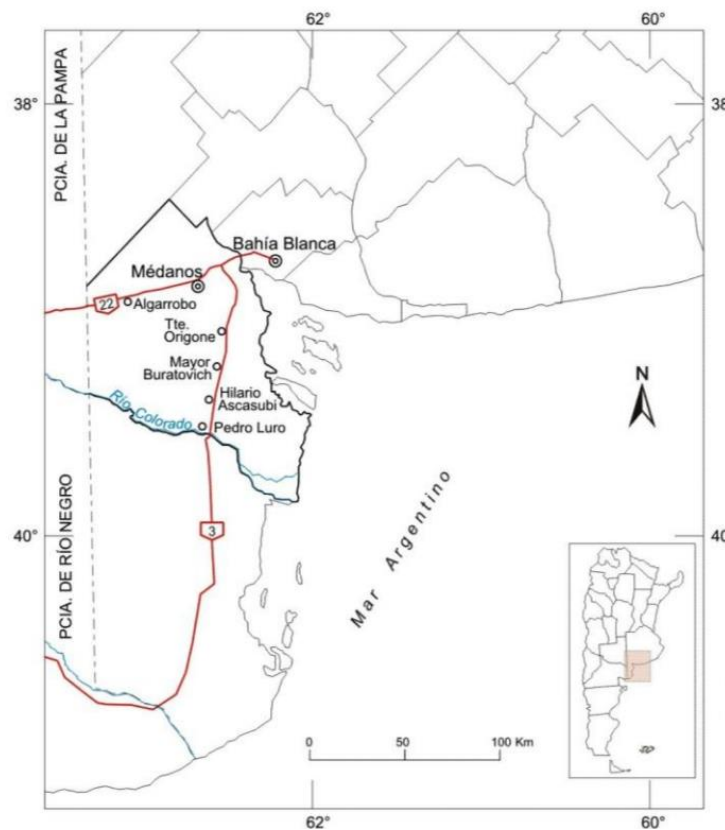 62°
60°
38°
38
PCIA. DE LA PAMPA
Bahía Blanca
Médanos
22
Algarrobo
Tte.
Origone
Mayor
Buratovich
Hilario
Ascasubi
Río Colorado
Pedro Luro
N
PCIA. DE RÍO NEGRO
40°
40
3
Mar Argentino
0 50 100 Km
62°
60°